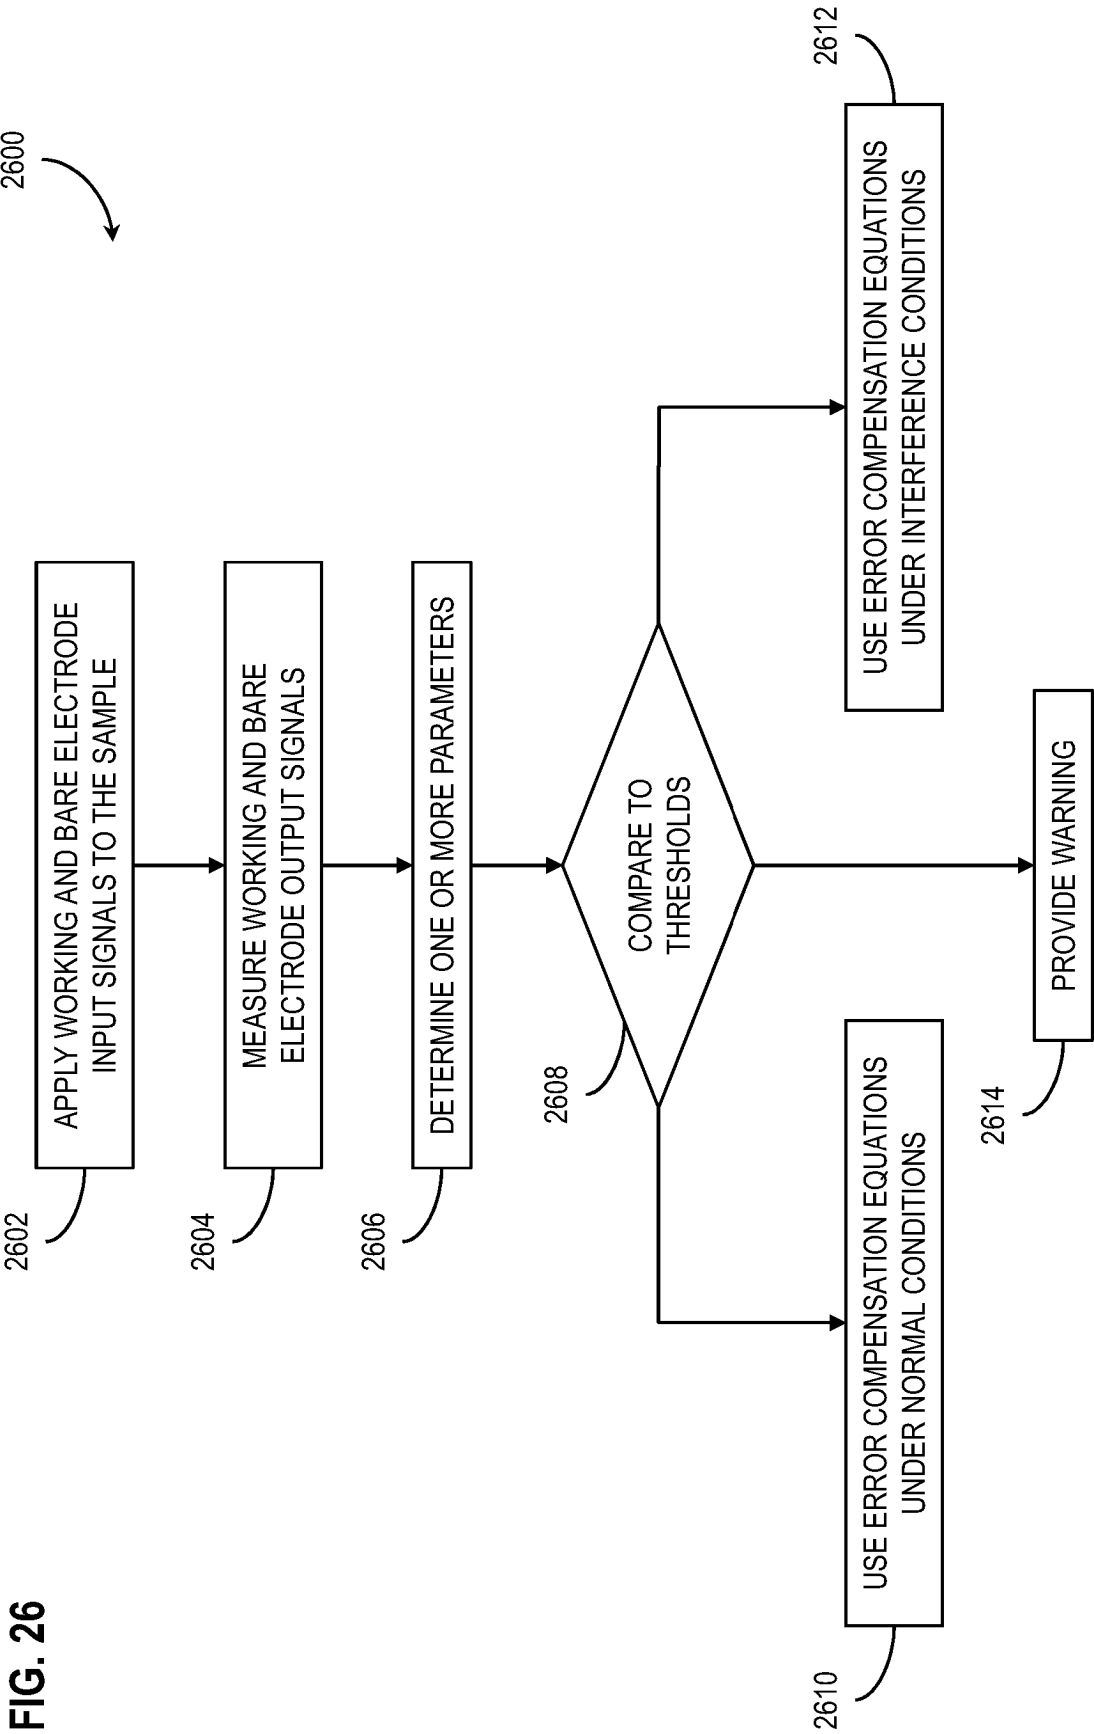 FIG. 26
2600
2602
APPLY WORKING AND BARE ELECTRODE
INPUT SIGNALS TO THE SAMPLE
2604
MEASURE WORKING AND BARE
ELECTRODE OUTPUT SIGNALS
2606
DETERMINE ONE OR MORE PARAMETERS
2608
COMPARE TO
THRESHOLDS
2610
USE ERROR COMPENSATION EQUATIONS
UNDER NORMAL CONDITIONS
2612
USE ERROR COMPENSATION EQUATIONS
UNDER INTERFERENCE CONDITIONS
2614
PROVIDE WARNING